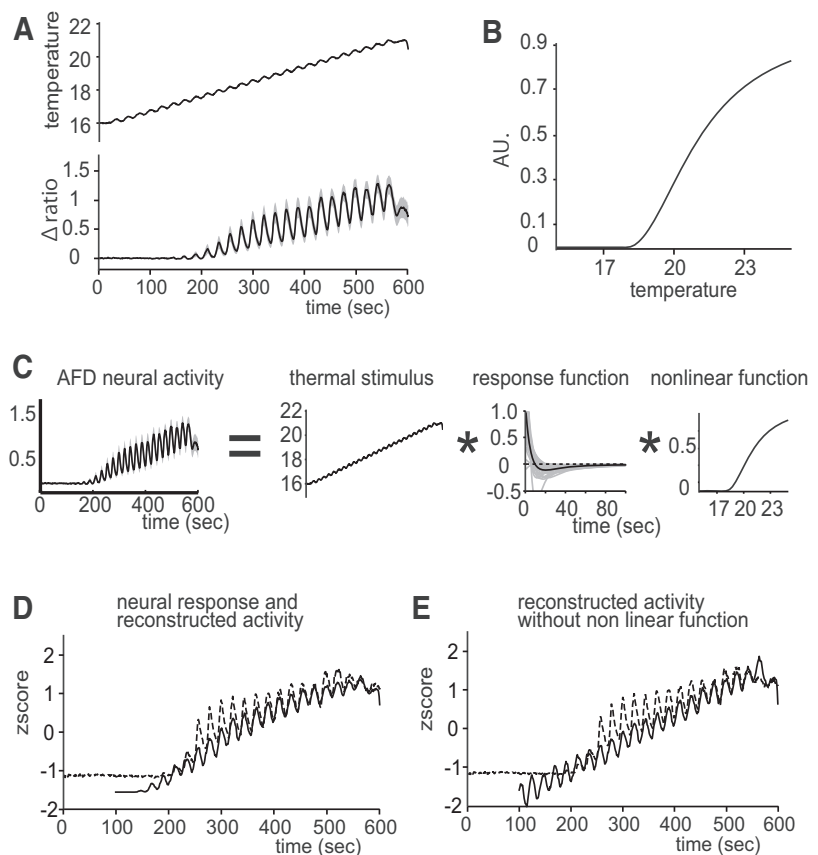 A
temperature
22
20
18
16
Δ ratio
1.5
1
0.5
0
0 100 200 300 400 500 600
time (sec)
B
AU.
0.9
0.7
0.5
0.3
0.1
0
17 20 23
temperature
C
AFD neural activity
1.5
0.5
0 200 400 600
time (sec)
=
thermal stimulus
22
20
18
16
*
response function
1.0
0
-0.5
0 40 80
time (sec)
*
nonlinear function
0.5
0
17 20 23
D
neural response and
reconstructed activity
zscore
2
1
0
-1
-2
0 100 200 300 400 500 600
time (sec)
E
reconstructed activity
without non linear function
zscore
2
1
0
-1
-2
0 100 200 300 400 500 600
time (sec)